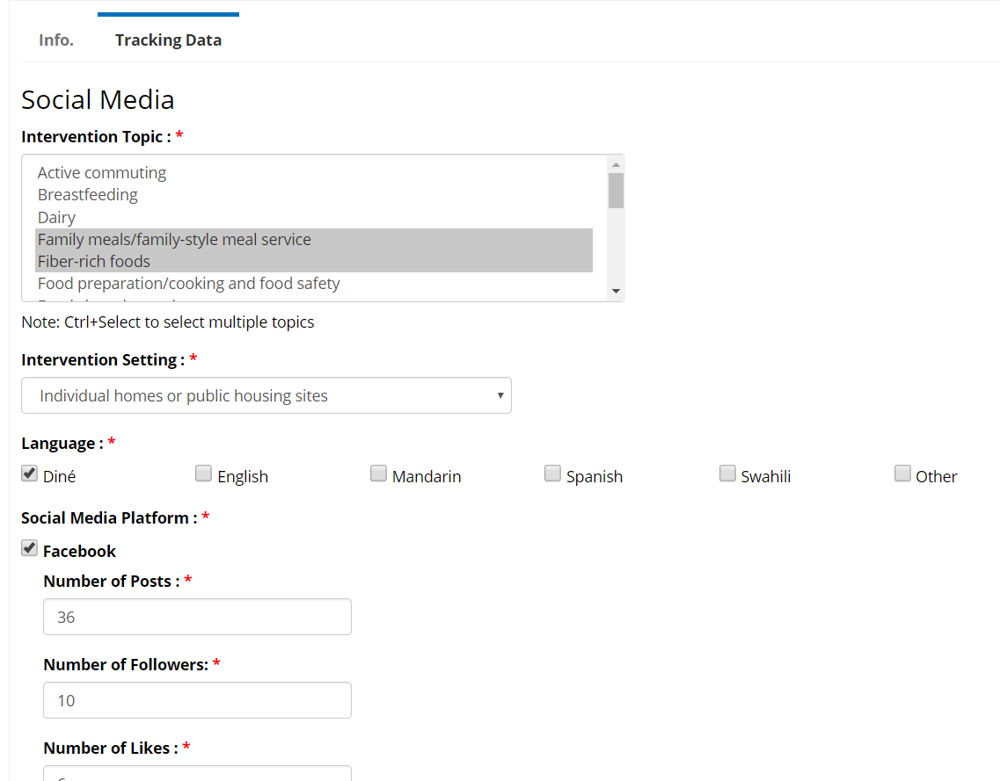 Info. Tracking Data
Social Media
Intervention Topic : *
Active commuting
Breastfeeding
Dairy
Family meals/family-style meal service
Fiber-rich foods
Food preparation/cooking and food safety
Note: Ctrl+Select to select multiple topics
Intervention Setting : *
Individual homes or public housing sites
Language : *
Diné English Mandarin Spanish Swahili Other
Social Media Platform : *
Facebook
Number of Posts : *
36
Number of Followers: *
10
Number of Likes : *